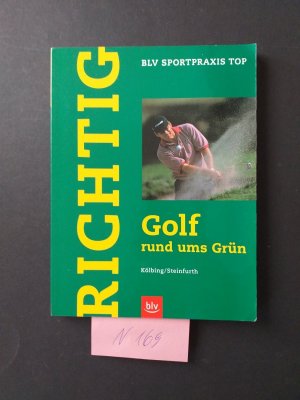 RICHTIG
BLV SPORTPRAXIS TOP
Golf
rund ums Grün
Kölbing/Steinfurth
blv
N 169